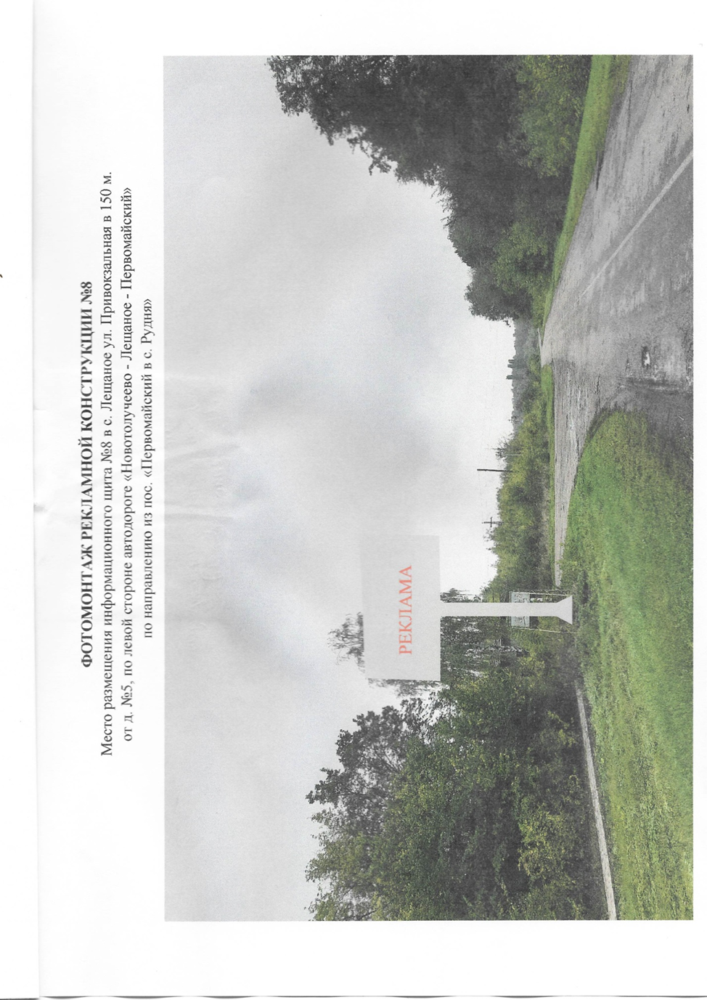 ФОТОМОНТАЖ РЕКЛАМНОЙ КОНСТРУКЦИИ №8
Место размещения информационного щита №8 в с. Лещаное ул. Привокзальная в 150 м.
от д. №5, по левой стороне автодороге «Новотолучеево - Лещаное - Первомайский»
по направлению из пос. «Первомайский в с. Рудня»
РЕКЛАМА